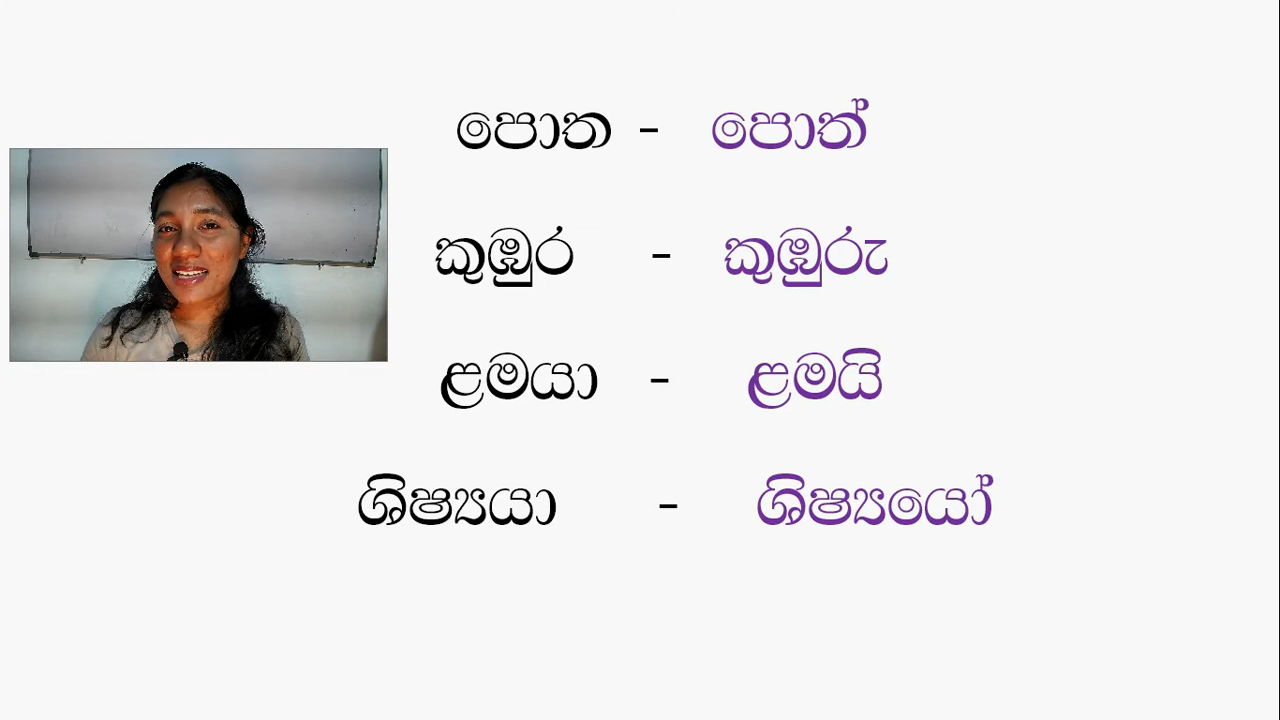 පොත - පොත්
කුඹුර - කුඹුරු
ළමයා - ළමයි
ශිෂ්‍යයා - ශිෂ්‍යයෝ